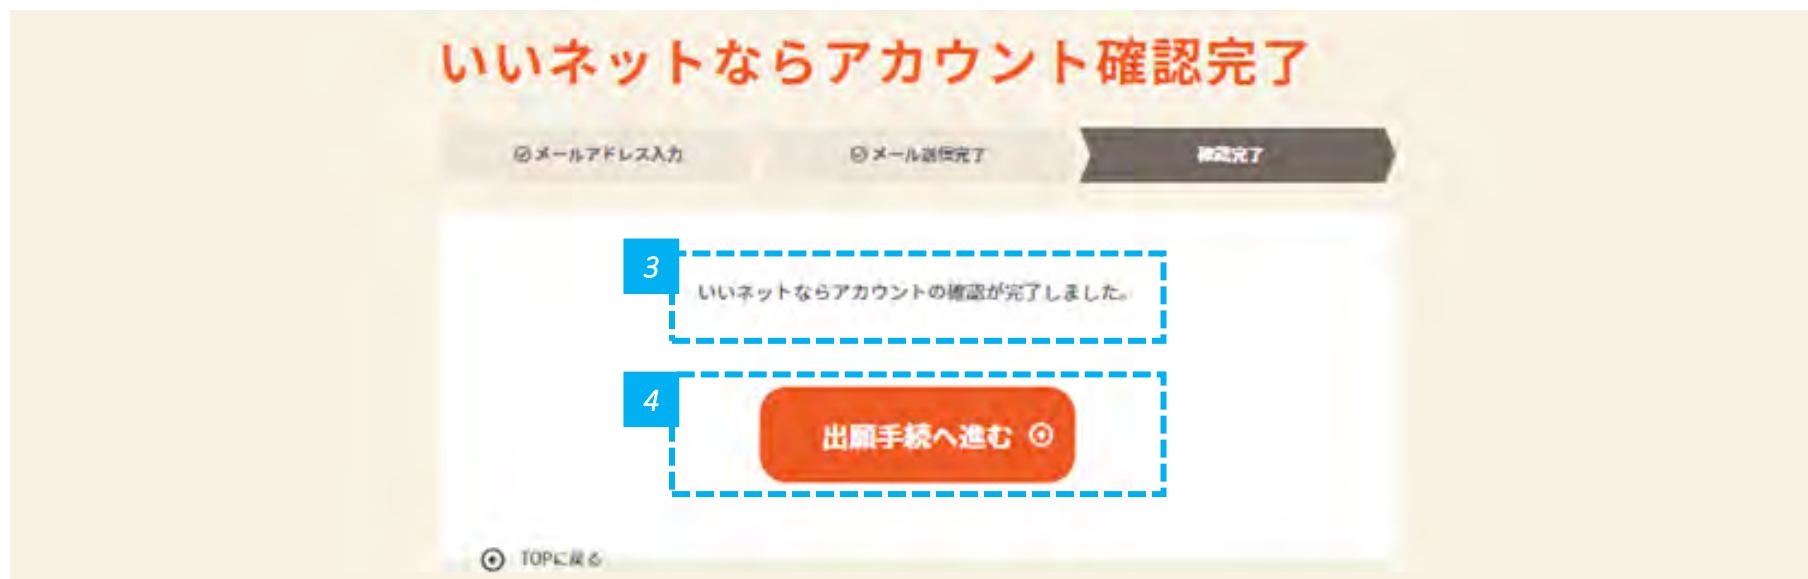 いいネットならアカウント確認完了
メールアドレス入力
メール送信完了
確認完了
3
いいネットならアカウントの確認が完了しました。
4
出願手続へ進む
TOPに戻る